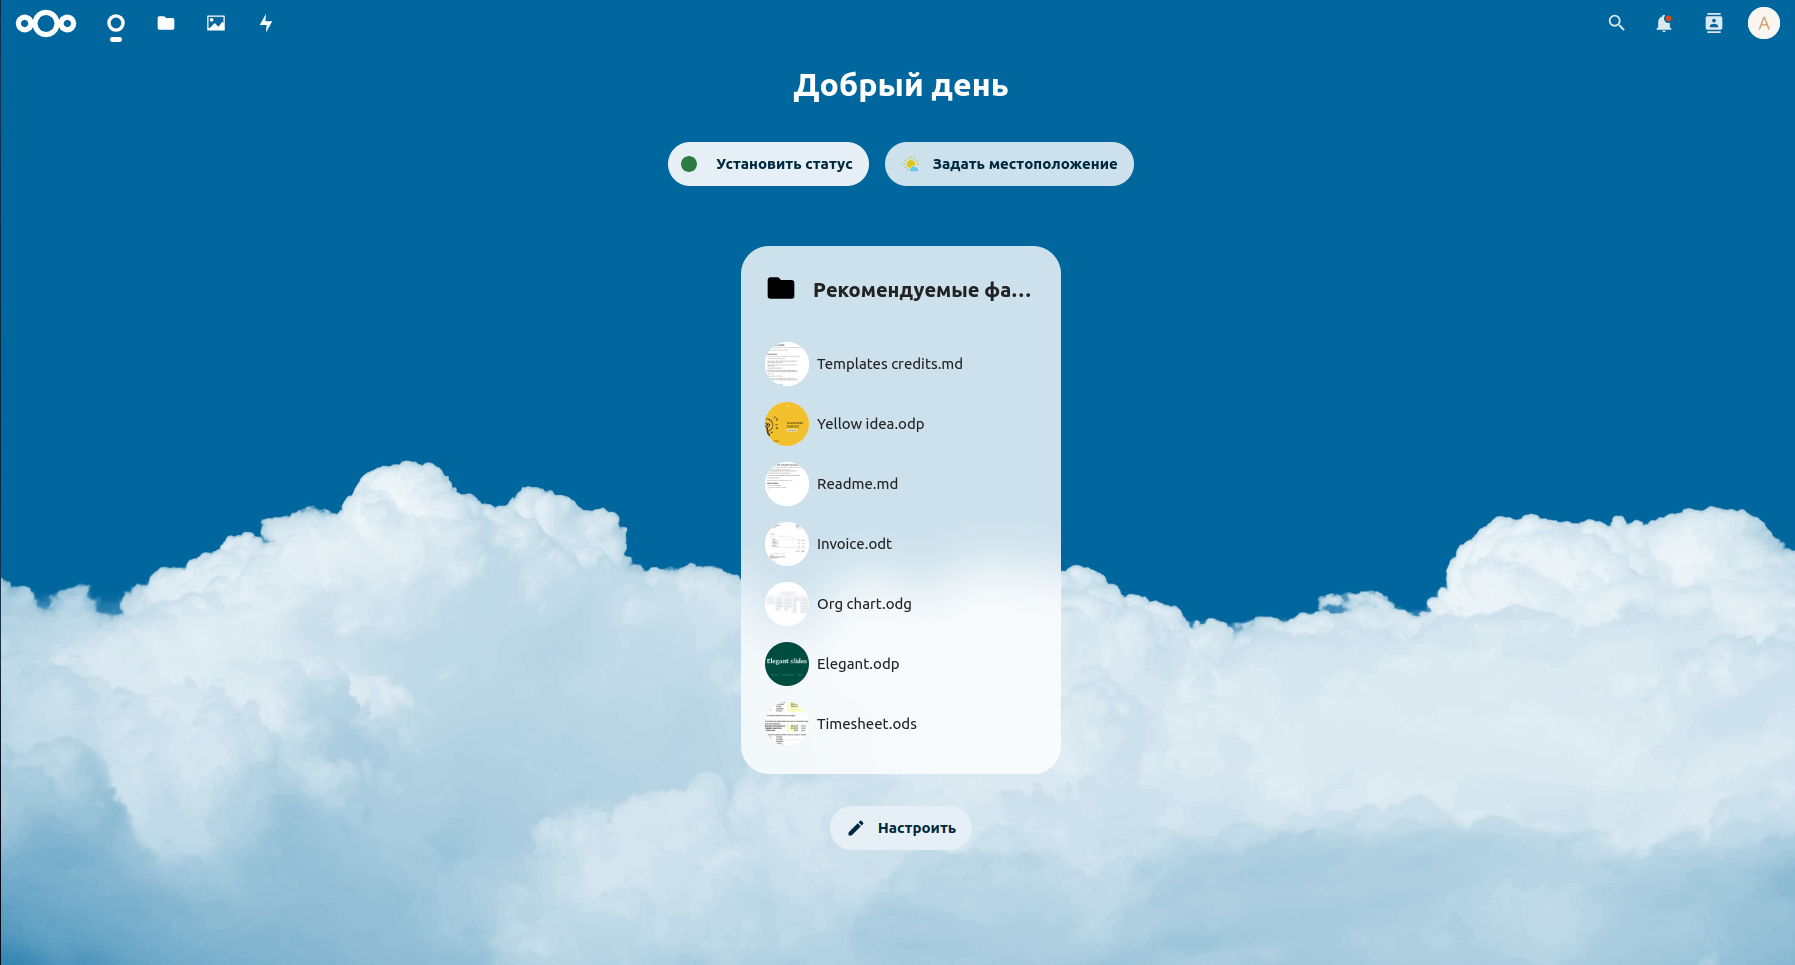 A
Добрый день
Установить статус
Задать местоположение
Рекомендуемые фа...
Templates credits.md
Yellow idea.odp
Readme.md
Invoice.odt
Org chart.odg
Elegant slides
Elegant.odp
Timesheet.ods
Настроить